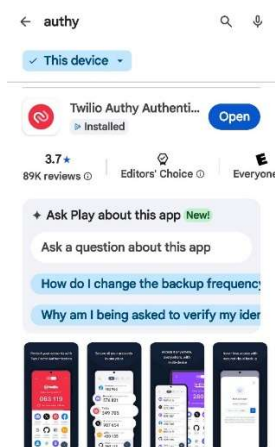 authy
This device
Twilio Authy Authenti...
Installed
Open
3.7★
89K reviews
Editors' Choice
E
Everyone
Ask Play about this app New!
Ask a question about this app
How do I change the backup frequency
Why am I being asked to verify my iden